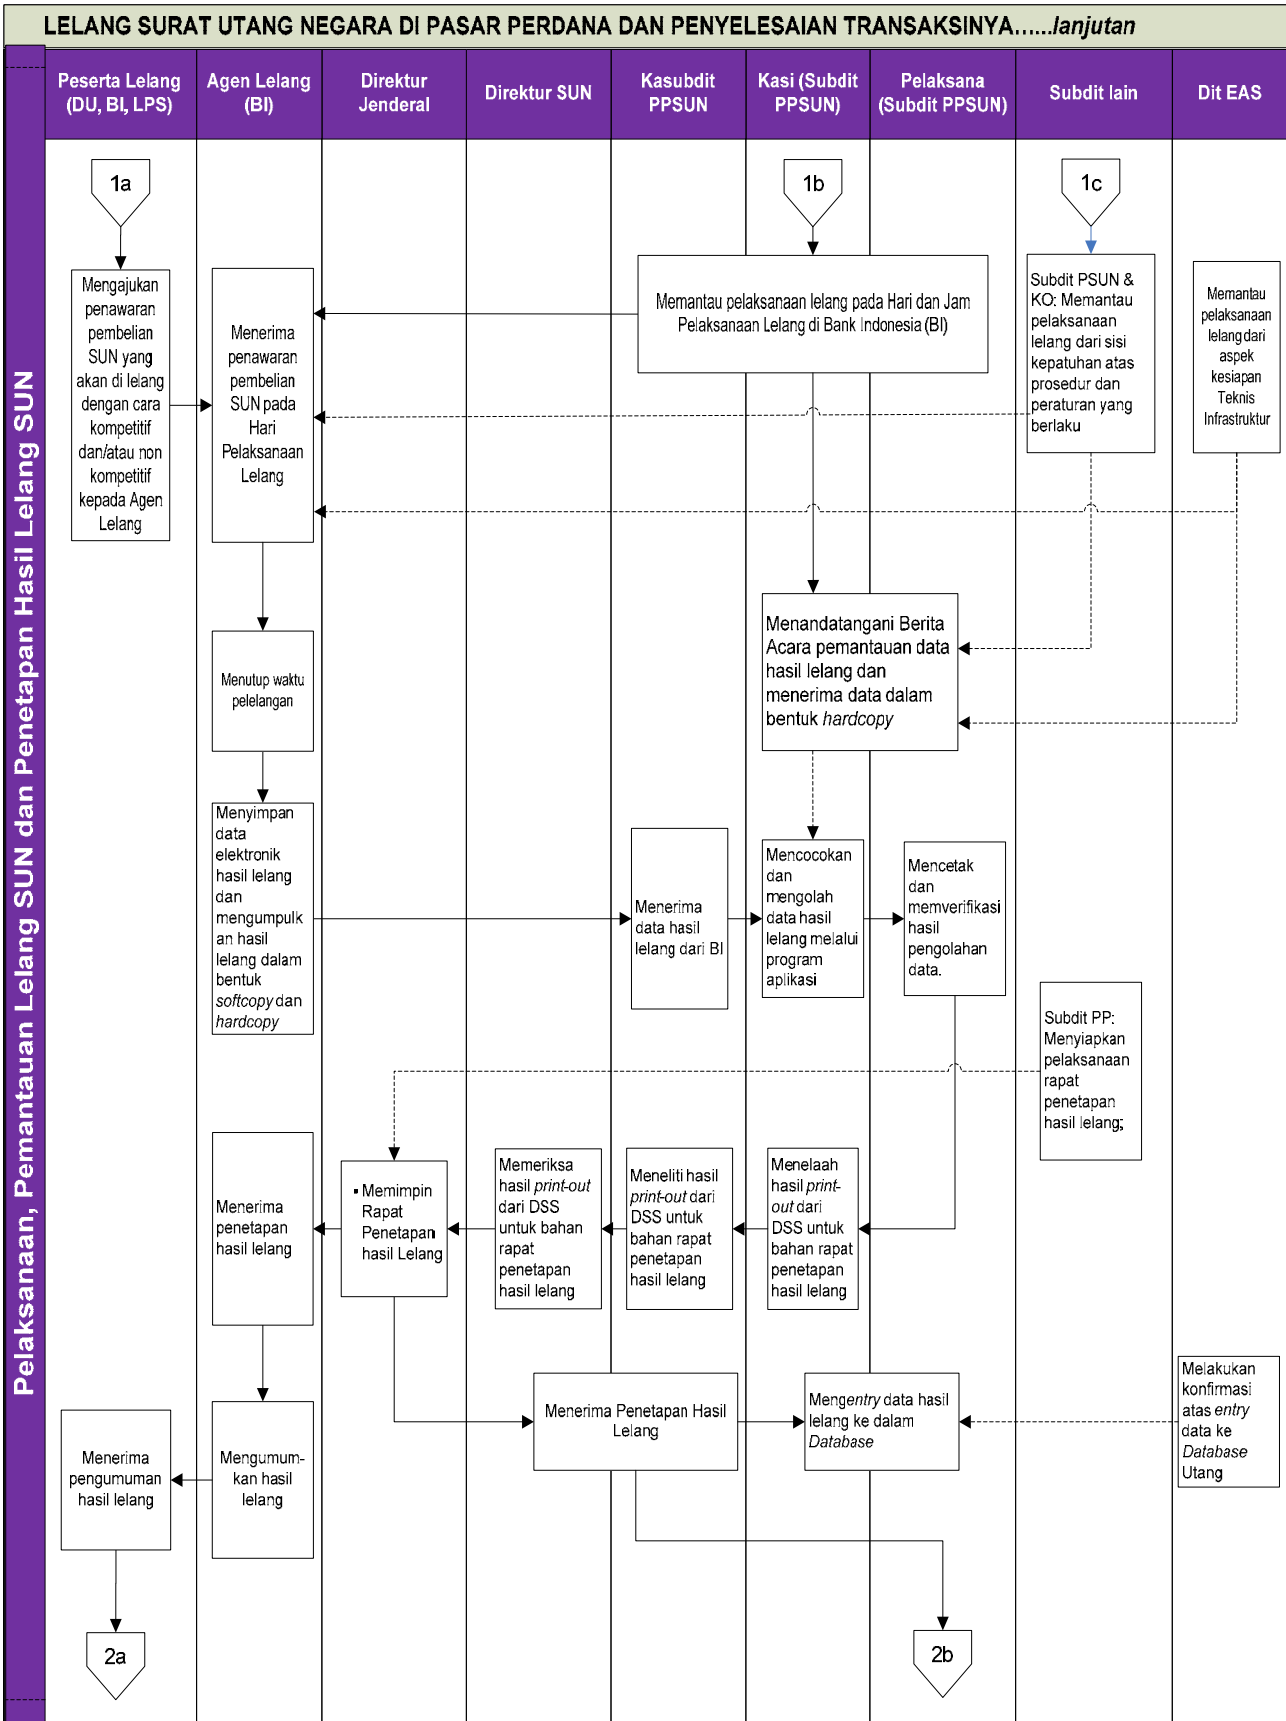 LELANG SURAT UTANG NEGARA DI PASAR PERDANA DAN PENYELESAIAN TRANSAKSINYA......lanjutan
Pelaksanaan, Pemantauan Lelang SUN dan Penetapan Hasil Lelang SUN
Peserta Lelang
(DU, BI, LPS)
Agen Lelang
(BI)
Direktur
Jenderal
Direktur SUN
Kasubdit
PPSUN
Kasi (Subdit
PPSUN)
Pelaksana
(Subdit PPSUN)
Subdit lain
Dit EAS
1a
1b
1c
Mengajukan
penawaran
pembelian
SUN yang
akan di lelang
dengan cara
kompetitif
dan/atau non
kompetitif
kepada Agen
Lelang
Menerima
penawaran
pembelian
SUN pada
Hari
Pelaksanaan
Lelang
Memantau pelaksanaan lelang pada Hari dan Jam
Pelaksanaan Lelang di Bank Indonesia (BI)
Subdit PSUN &
KO: Memantau
pelaksanaan
lelang dari sisi
kepatuhan atas
prosedur dan
peraturan yang
berlaku
Memantau
pelaksanaan
lelang dari
aspek
kesiapan
Teknis
Infrastruktur
Menutup waktu
pelelangan
Menandatangani Berita
Acara pemantauan data
hasil lelang dan
menerima data dalam
bentuk hardcopy
Menyimpan
data
elektronik
hasil lelang
dan
mengumpulk
an hasil
lelang dalam
bentuk
softcopy dan
hardcopy
Menerima
data hasil
lelang dari BI
Mencocokan
dan
mengolah
data hasil
lelang melalui
program
aplikasi
Mencetak
dan
memverifikasi
hasil
pengolahan
data.
Subdit PP:
Menyiapkan
pelaksanaan
rapat
penetapan
hasil lelang;
Menerima
penetapan
hasil lelang
▪ Memimpin
Rapat
Penetapan
hasil Lelang
Memeriksa
hasil print-out
dari DSS
untuk bahan
rapat
penetapan
hasil lelang
Meneliti hasil
print-out dari
DSS untuk
bahan rapat
penetapan
hasil lelang
Menelaah
hasil print-
out dari
DSS untuk
bahan rapat
penetapan
hasil lelang
Menerima
pengumuman
hasil lelang
Mengumum-
kan hasil
lelang
Menerima Penetapan Hasil
Lelang
Mengentry data hasil
lelang ke dalam
Database
Melakukan
konfirmasi
atas entry
data ke
Database
Utang
2a
2b